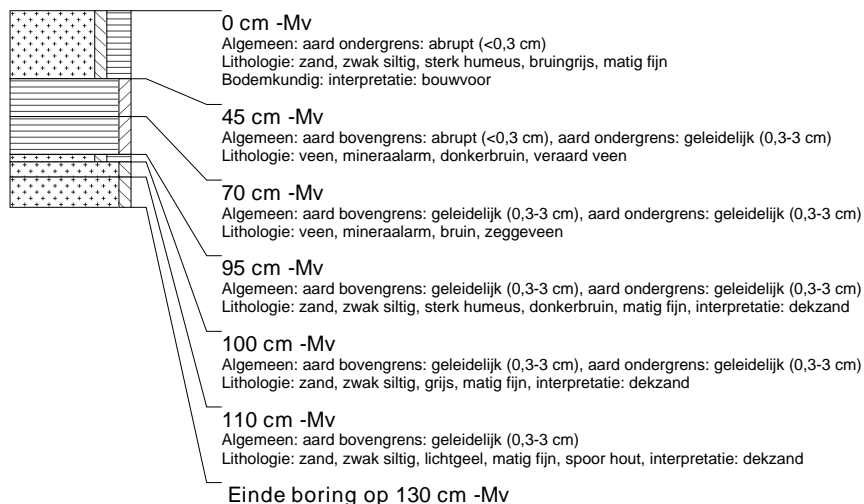 0 cm -Mv
Algemeen: aard ondergrens: abrupt (<0,3 cm)
Lithologie: zand, zwak siltig, sterk humeus, bruingrijs, matig fijn
Bodemkundig: interpretatie: bouwvoor
45 cm -Mv
Algemeen: aard bovengrens: abrupt (<0,3 cm), aard ondergrens: geleidelijk (0,3-3 cm)
Lithologie: veen, mineraalarm, donkerbruin, veraard veen
70 cm -Mv
Algemeen: aard bovengrens: geleidelijk (0,3-3 cm), aard ondergrens: geleidelijk (0,3-3 cm)
Lithologie: veen, mineraalarm, bruin, zeggeveen
95 cm -Mv
Algemeen: aard bovengrens: geleidelijk (0,3-3 cm), aard ondergrens: geleidelijk (0,3-3 cm)
Lithologie: zand, zwak siltig, sterk humeus, donkerbruin, matig fijn, interpretatie: dekzand
100 cm -Mv
Algemeen: aard bovengrens: geleidelijk (0,3-3 cm), aard ondergrens: geleidelijk (0,3-3 cm)
Lithologie: zand, zwak siltig, grijs, matig fijn, interpretatie: dekzand
110 cm -Mv
Algemeen: aard bovengrens: geleidelijk (0,3-3 cm)
Lithologie: zand, zwak siltig, lichtgeel, matig fijn, spoor hout, interpretatie: dekzand
Einde boring op 130 cm -Mv